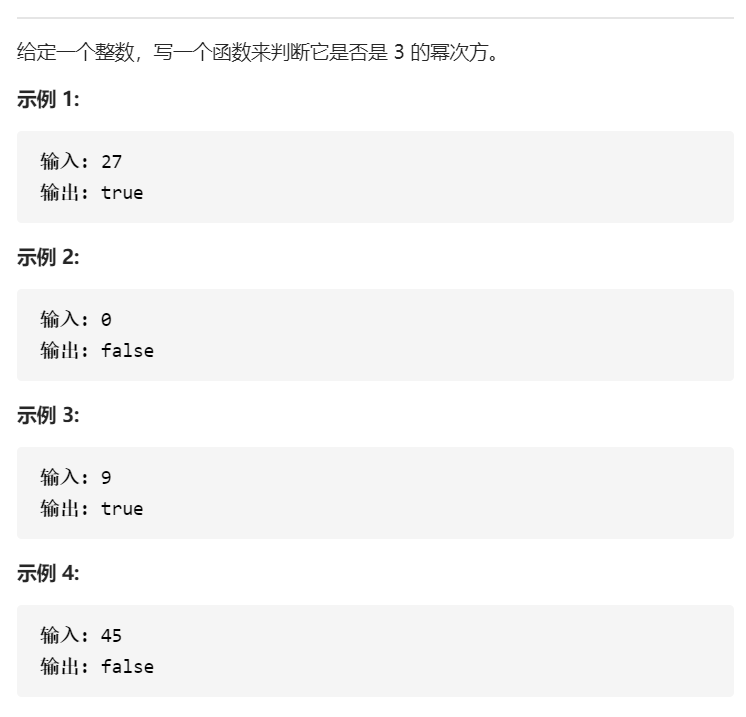 给定一个整数，写一个函数来判断它是否是 3 的幂次方。
示例 1:
输入: 27
输出: true
示例 2:
输入: 0
输出: false
示例 3:
输入: 9
输出: true
示例 4:
输入: 45
输出: false